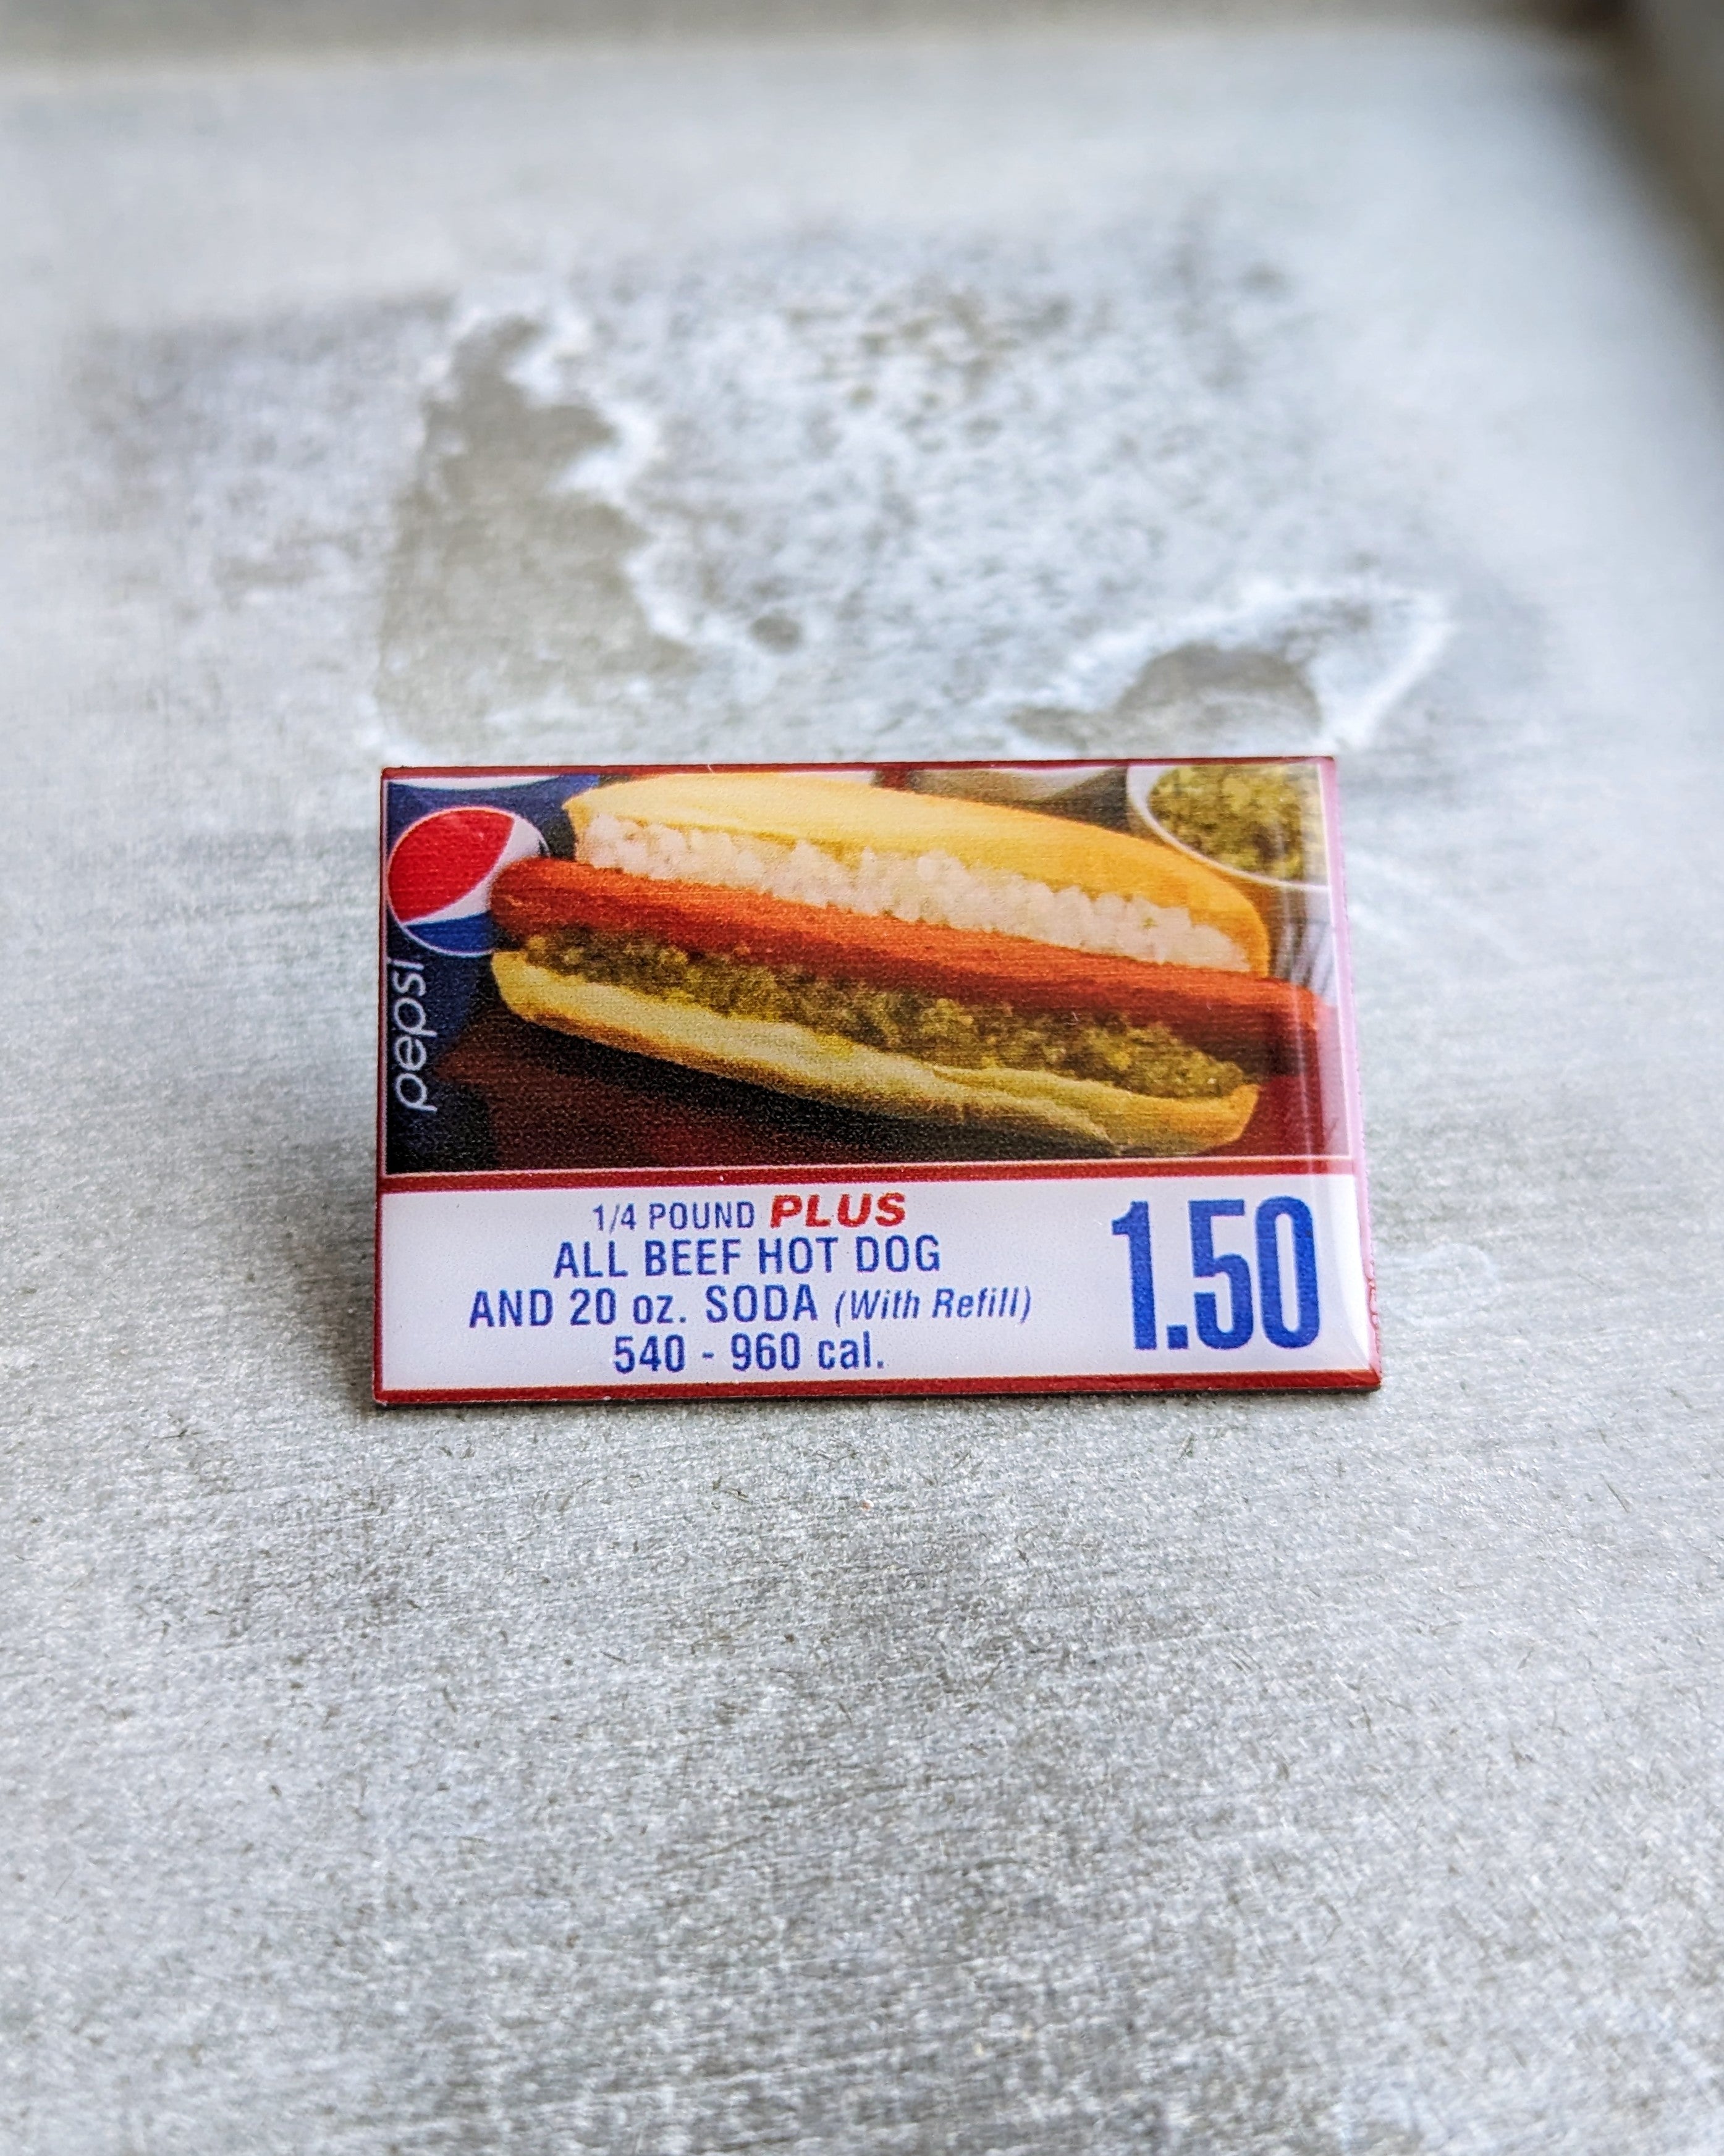 pepsi
1/4 POUND PLUS
ALL BEEF HOT DOG
AND 20 oz. SODA (With Refill)
540 - 960 cal.
1.50